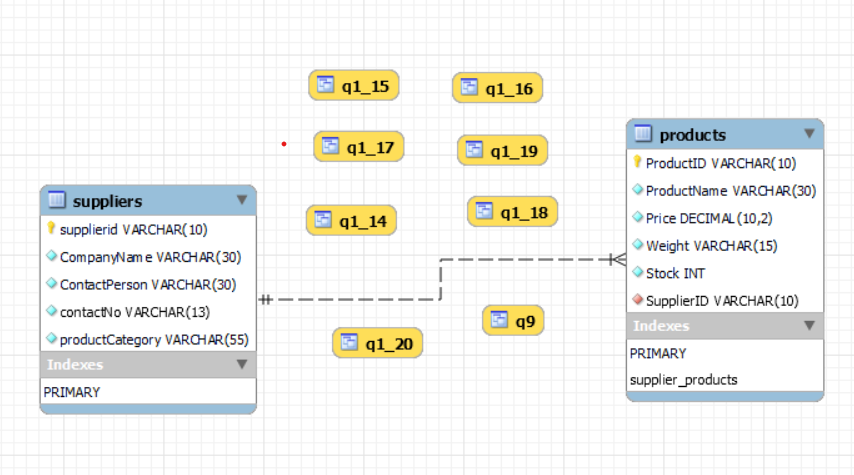 q1_15
q1_16
q1_17
q1_19
q1_14
q1_18
q1_20
q9
suppliers
supplierid VARCHAR(10)
CompanyName VARCHAR(30)
ContactPerson VARCHAR(30)
contactNo VARCHAR(13)
productCategory VARCHAR(55)
Indexes
PRIMARY
products
ProductID VARCHAR(10)
ProductName VARCHAR(30)
Price DECIMAL(10,2)
Weight VARCHAR(15)
Stock INT
SupplierID VARCHAR(10)
Indexes
PRIMARY
supplier_products